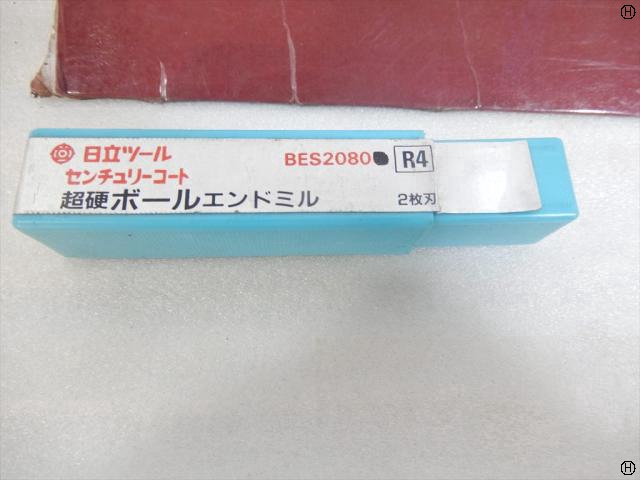 日立ツール
センチュリーコート
超硬ボールエンドミル
BES2080 R4
2枚刃
H
H